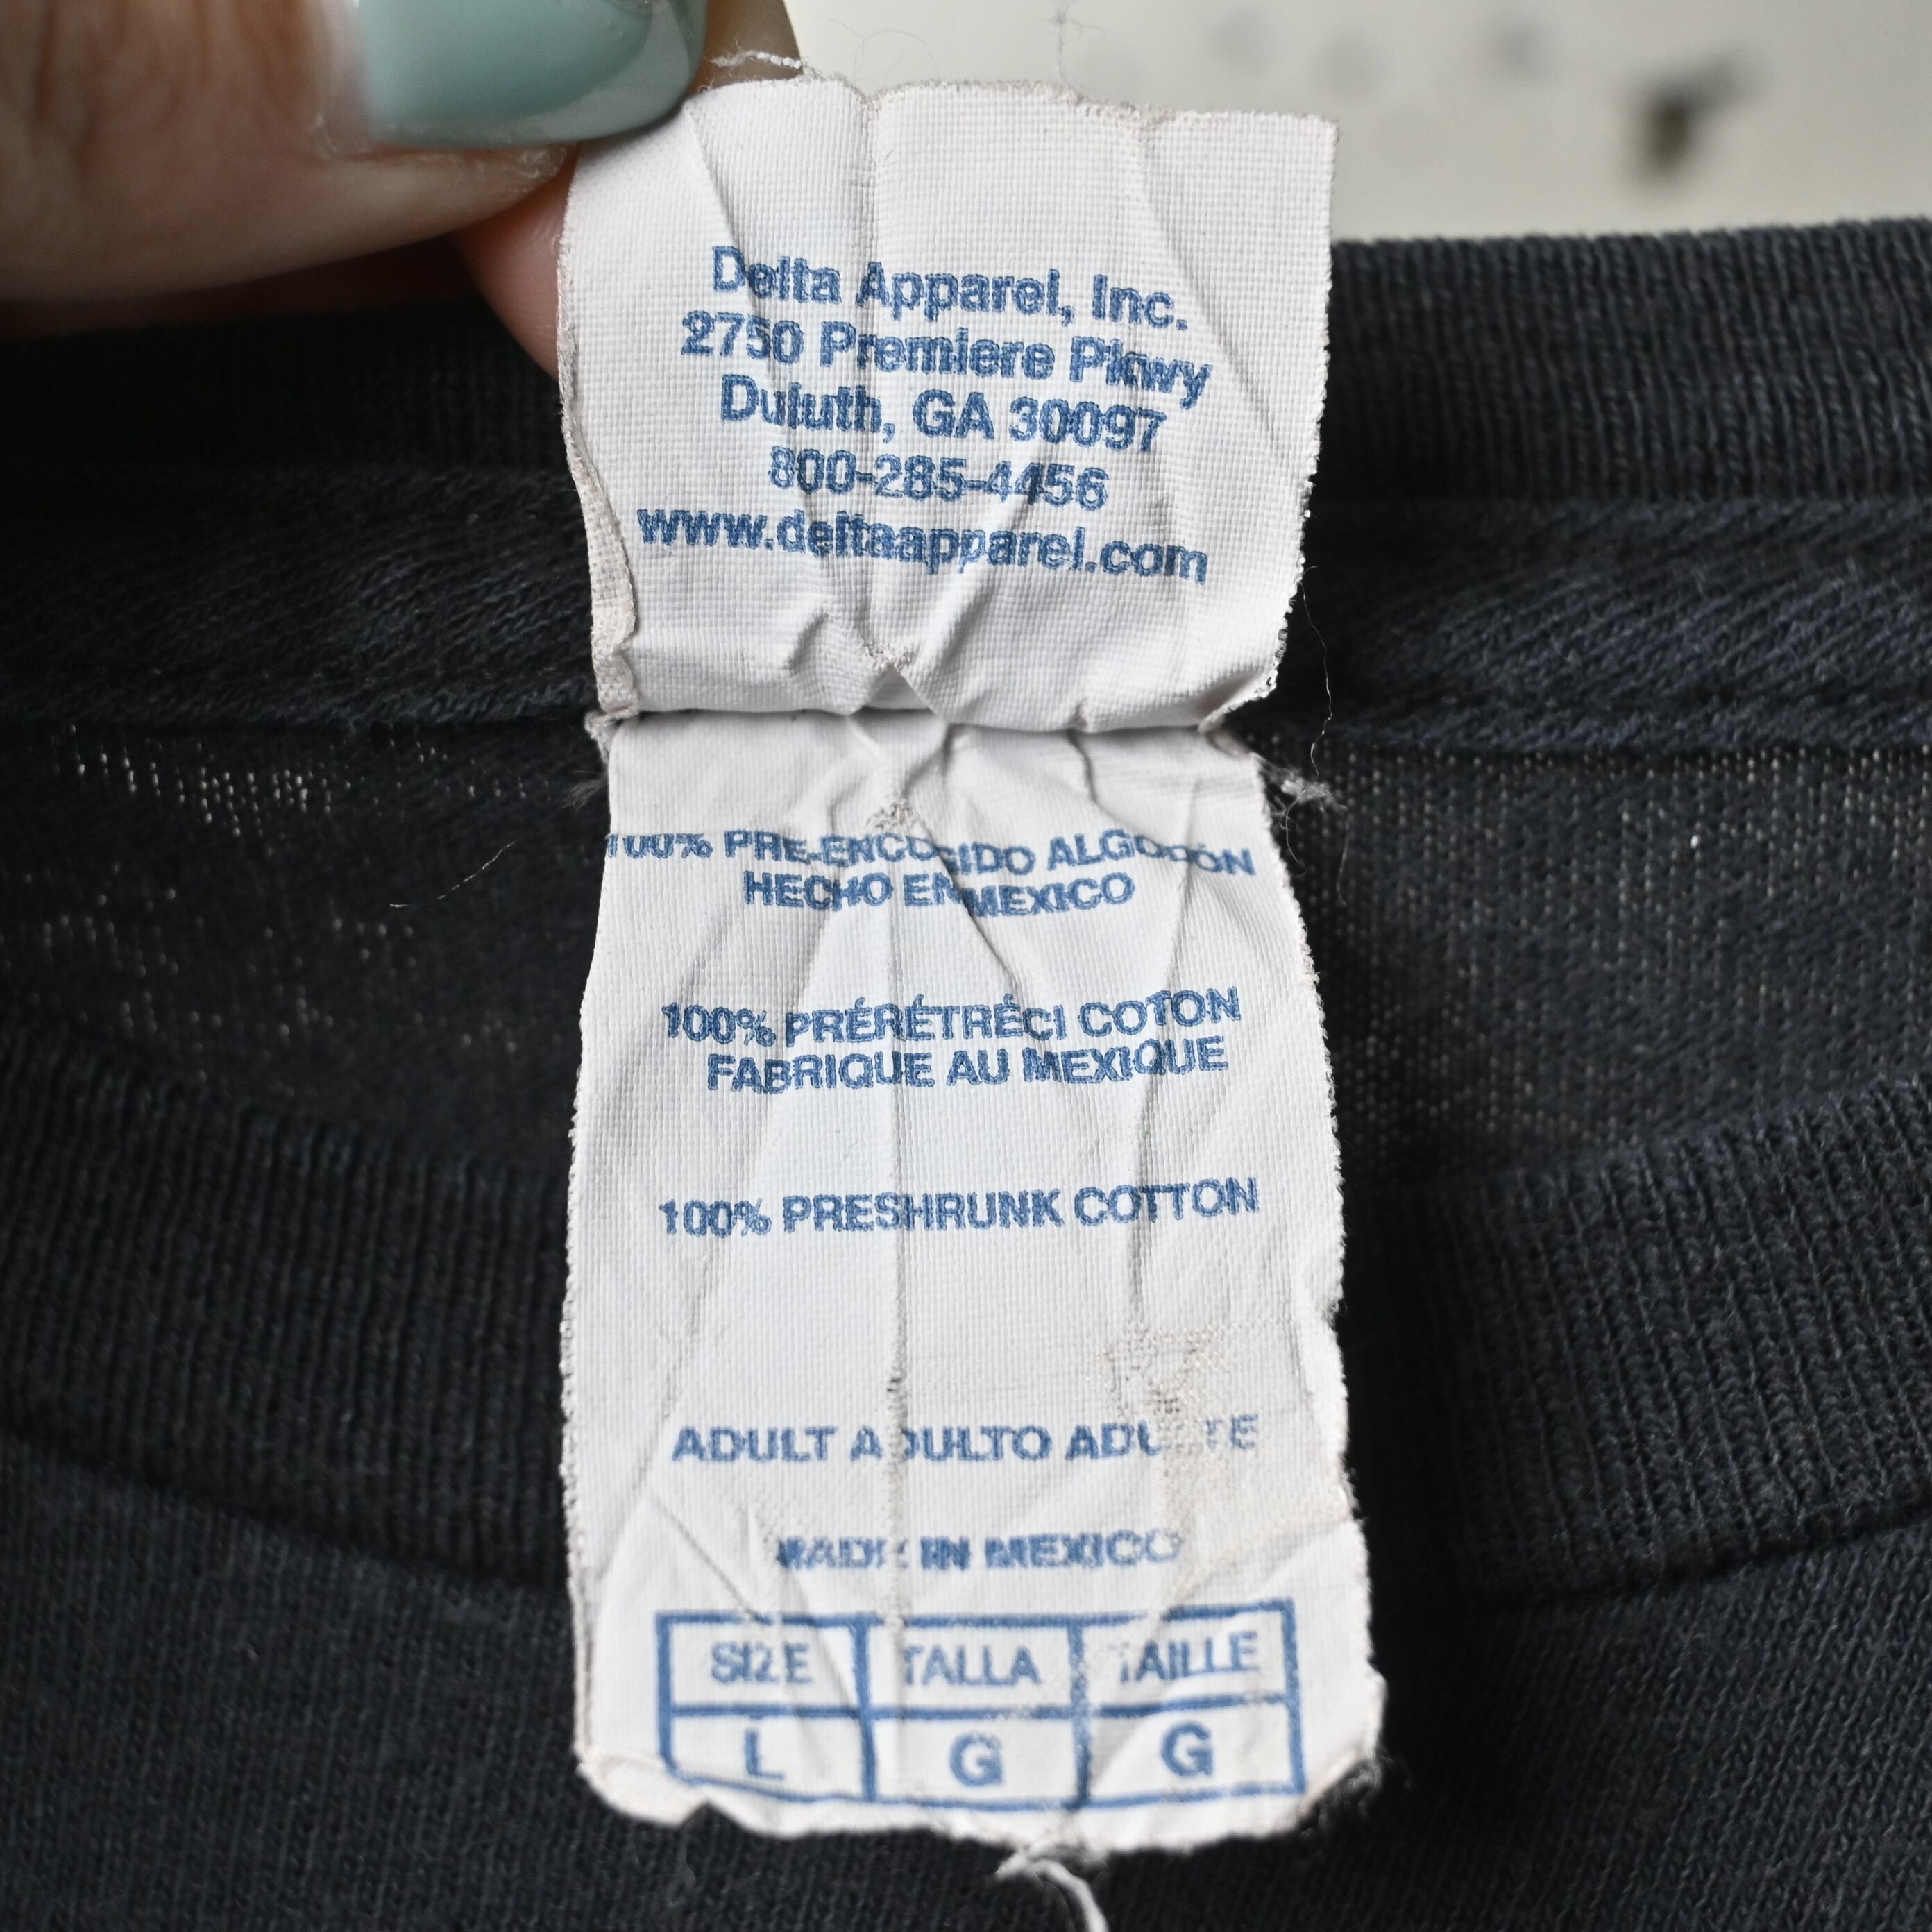 Delta Apparel, Inc.
2750 Premiere Pkwy
Duluth, GA 30097
800-285-4456
www.deltaapparel.com
100% PRE-ENCOGIDO ALGODON
HECHO EN MEXICO
100% PRÉRÉTRÉCI COTON
FABRIQUE AU MEXIQUE
100% PRESHRUNK COTTON
ADULT ADULTO ADULTE
MADE IN MEXICO
SIZE TALLA TAILLE
L G G